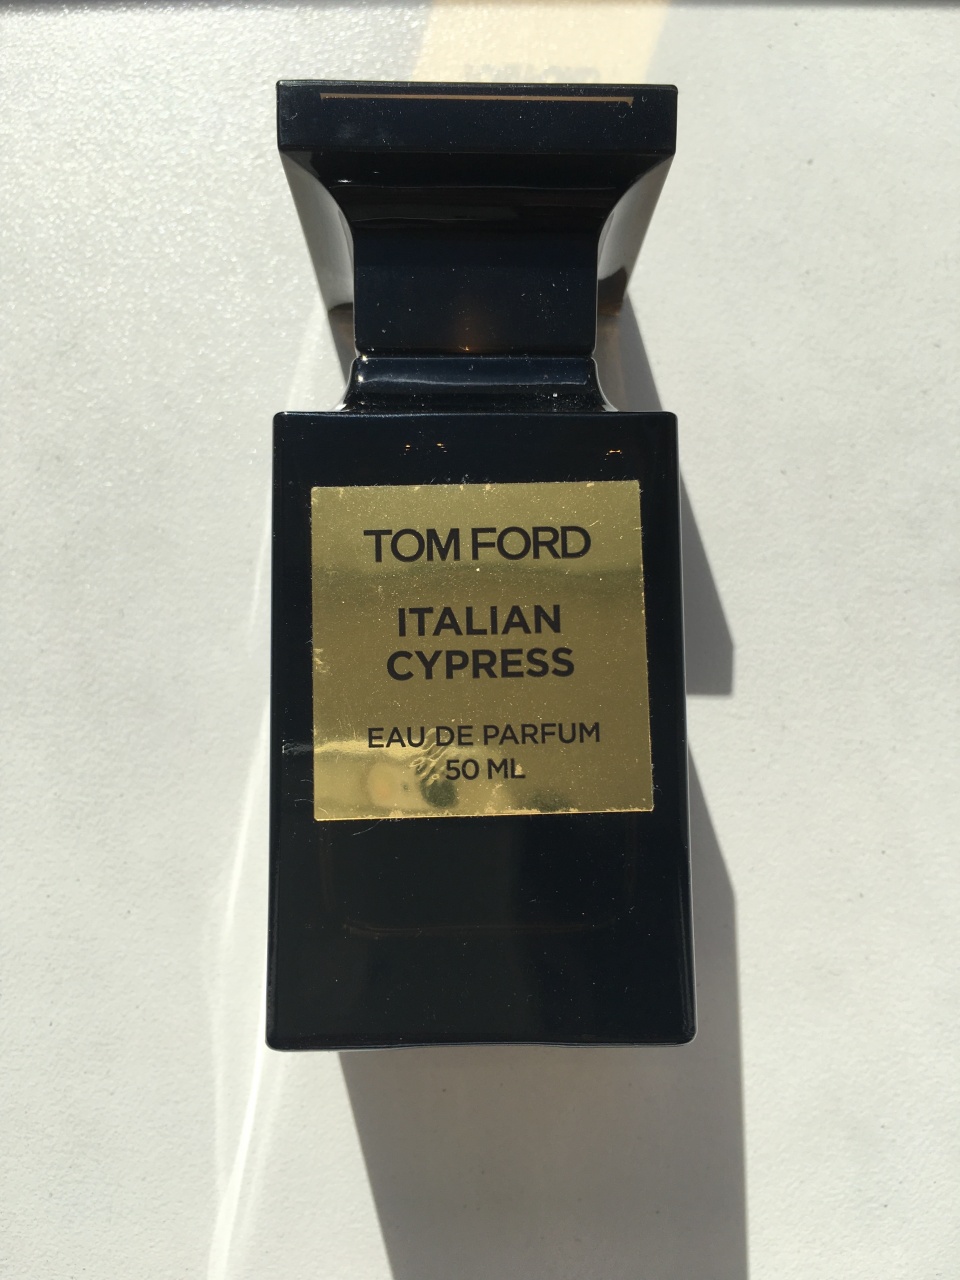 TOM FORD
ITALIAN
CYPRESS
EAU DE PARFUM
50 ML